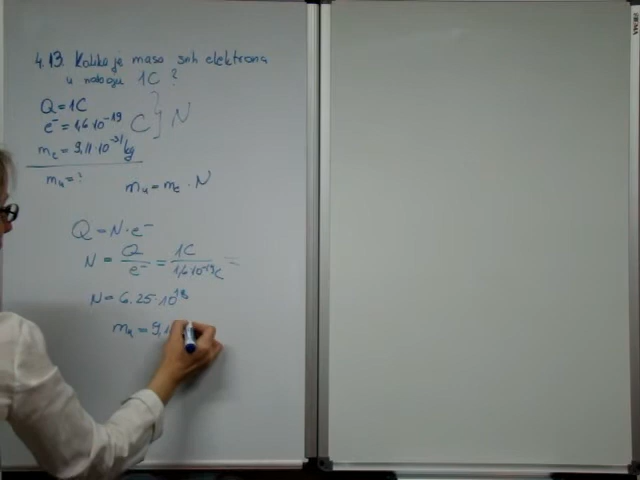 4.13. Kolika je masa svih elektrona
u naboju 1C ?
Q = 1C
e⁻ = 1,6·10⁻¹⁹ C } N
mₑ = 9,11·10⁻³¹ kg
mᵤ = ?
mᵤ = mₑ · N
Q = N·e⁻
N = Q/e⁻ = 1C/1,6·10⁻¹⁹C =
N = 6.25·10¹⁸
mᵤ = 9,1